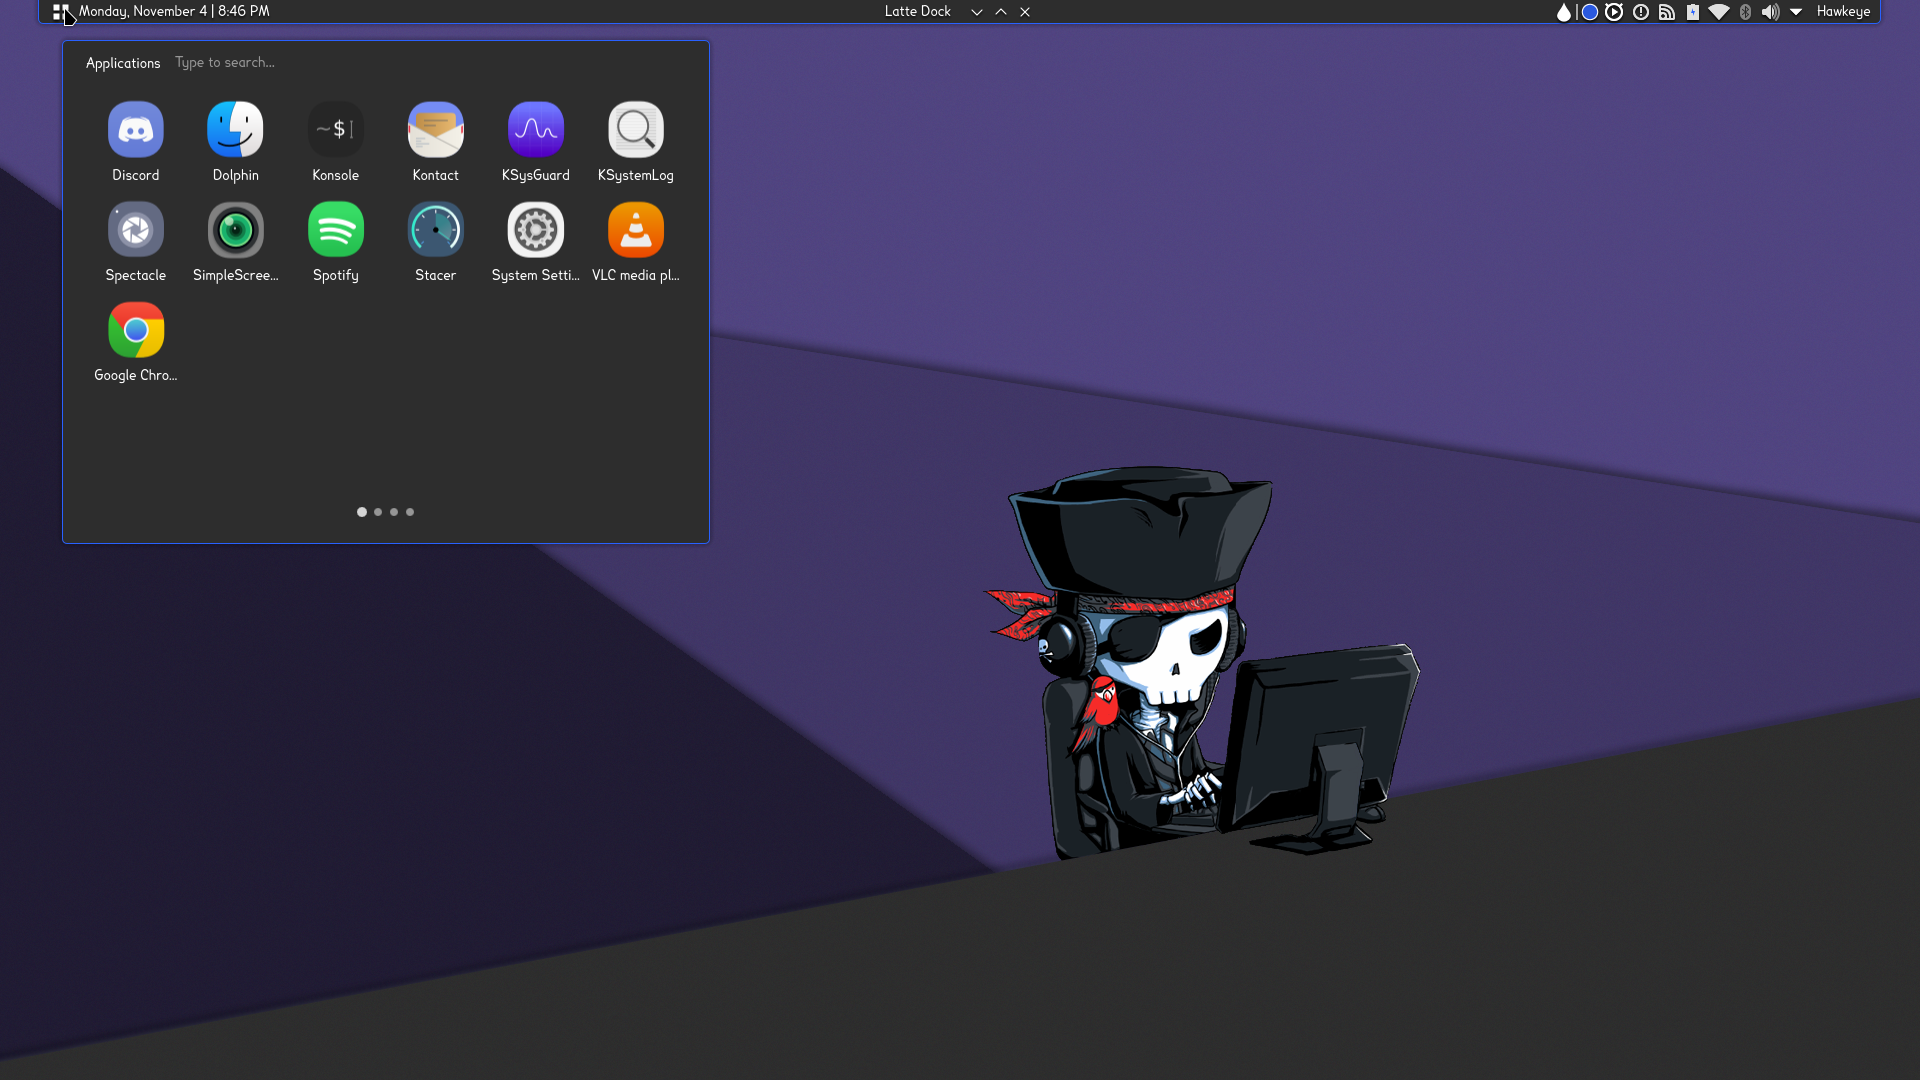 Monday, November 4 | 8:46 PM
Latte Dock
Hawkeye
Applications Type to search...
Discord Dolphin Konsole Kontact KSysGuard KSystemLog
Spectacle SimpleScree... Spotify Stacer System Setti... VLC media pl...
Google Chro...
~$